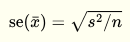 se(x̄) = √s²/n